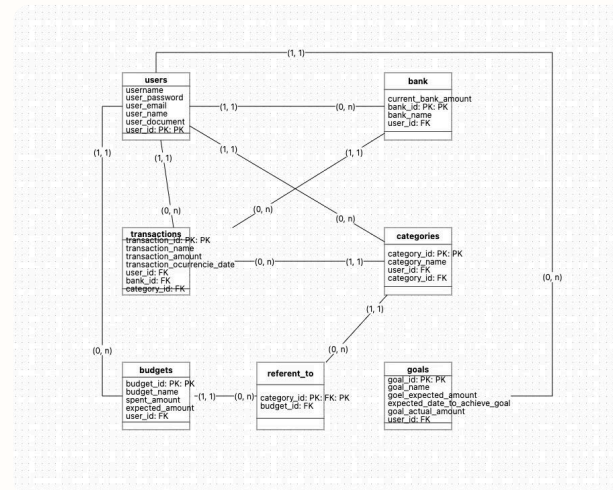 (1, 1)
users
username
user_password
user_email
user_name
user_document
user_id: PK: PK
bank
current_bank_amount
bank_id: PK: PK
bank_name
user_id: FK
(1, 1)
(0, n)
(1, 1)
(1, 1)
(1, 1)
(1, 1)
(0, n)
(0, n)
(0, n)
transactions
transaction_id: PK: PK
transaction_name
transaction_amount
transaction_ocurrencie_date
user_id: FK
bank_id: FK
category_id: FK
categories
category_id: PK: PK
category_name
user_id: FK
category_id: FK
(0, n)
(1, 1)
(0, n)
(1, 1)
(0, n)
(0, n)
budgets
budget_id: PK: PK
budget_name
spent_amount
expected_amount
user_id: FK
(1, 1)
(0, n)
referent_to
category_id: PK: FK: PK
budget_id: FK
goals
goal_id: PK: PK
goal_name
goel_expected_amount
expected_date_to_achieve_goal
goal_actual_amount
user_id: FK